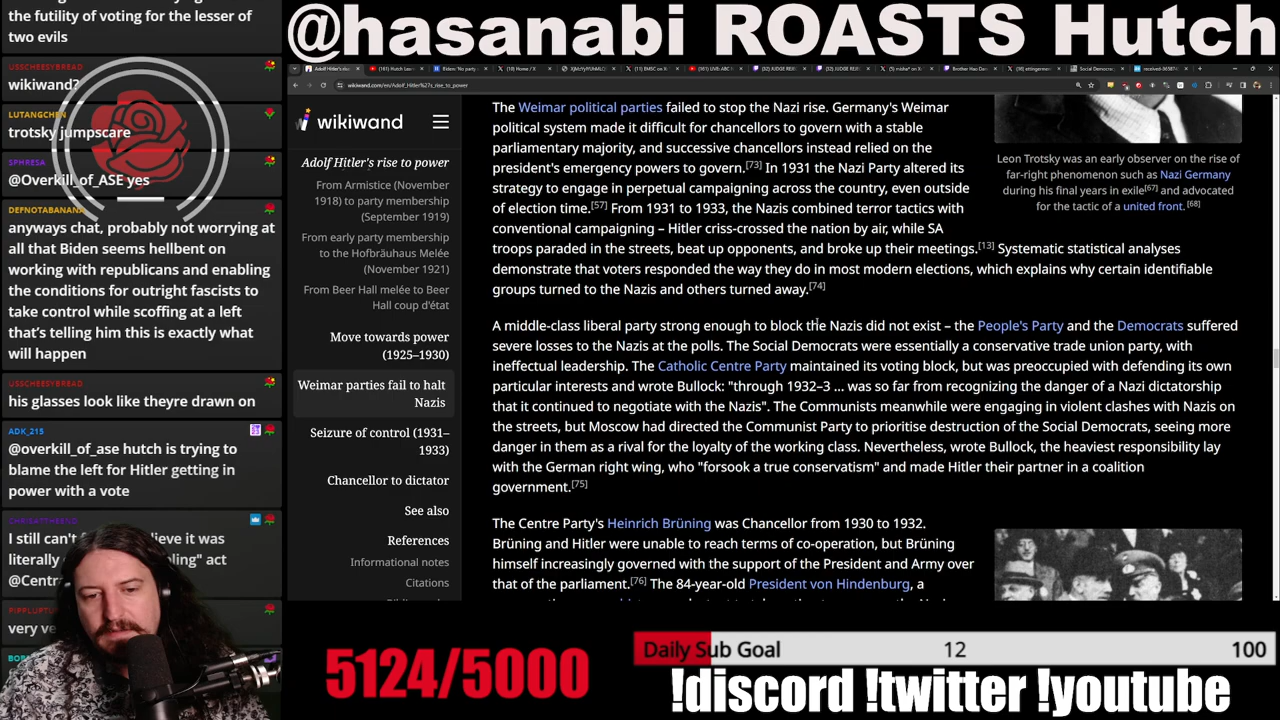 the futility of voting for the lesser of
two evils
USSCHEESYBREAD
wikiwand?
LUTANGCHEN
trotsky jumpscare
SPHRESA
@Overkill_of_ASE yes
DEFNOTABANANA
anyways chat, probably not worrying at
all that Biden seems hellbent on
working with republicans and enabling
the conditions for outright fascists to
take control while scoffing at a left
that's telling him this is exactly what
will happen
USSCHEESYBREAD
his glasses look like theyre drawn on
ADK_215
@overkill_of_ase hutch is trying to
blame the left for Hitler getting in
power with a vote
CHRISATTHEEND
I still can't
literally
@Centr
very ve
@hasanabi ROASTS Hutch
wikiwand.com/en/Adolf_Hitler%27s_rise_to_power
wikiwand
Adolf Hitler's rise to power
From Armistice (November
1918) to party membership
(September 1919)
From early party membership
to the Hofbräuhaus Melée
(November 1921)
From Beer Hall melée to Beer
Hall coup d'état
Move towards power
(1925–1930)
Weimar parties fail to halt
Nazis
Seizure of control (1931–
1933)
Chancellor to dictator
See also
References
Informational notes
Citations
The Weimar political parties failed to stop the Nazi rise. Germany's Weimar
political system made it difficult for chancellors to govern with a stable
parliamentary majority, and successive chancellors instead relied on the
president's emergency powers to govern.[73] In 1931 the Nazi Party altered its
strategy to engage in perpetual campaigning across the country, even outside
of election time.[57] From 1931 to 1933, the Nazis combined terror tactics with
conventional campaigning – Hitler criss-crossed the nation by air, while SA
troops paraded in the streets, beat up opponents, and broke up their meetings.[13] Systematic statistical analyses
demonstrate that voters responded the way they do in most modern elections, which explains why certain identifiable
groups turned to the Nazis and others turned away.[74]
Leon Trotsky was an early observer on the rise of
far-right phenomenon such as Nazi Germany
during his final years in exile[67] and advocated
for the tactic of a united front.[68]
A middle-class liberal party strong enough to block the Nazis did not exist – the People's Party and the Democrats suffered
severe losses to the Nazis at the polls. The Social Democrats were essentially a conservative trade union party, with
ineffectual leadership. The Catholic Centre Party maintained its voting block, but was preoccupied with defending its own
particular interests and wrote Bullock: "through 1932–3 ... was so far from recognizing the danger of a Nazi dictatorship
that it continued to negotiate with the Nazis". The Communists meanwhile were engaging in violent clashes with Nazis on
the streets, but Moscow had directed the Communist Party to prioritise destruction of the Social Democrats, seeing more
danger in them as a rival for the loyalty of the working class. Nevertheless, wrote Bullock, the heaviest responsibility lay
with the German right wing, who "forsook a true conservatism" and made Hitler their partner in a coalition
government.[75]
The Centre Party's Heinrich Brüning was Chancellor from 1930 to 1932.
Brüning and Hitler were unable to reach terms of co-operation, but Brüning
himself increasingly governed with the support of the President and Army over
that of the parliament.[76] The 84-year-old President von Hindenburg, a
5124/5000
Daily Sub Goal 12 100
!discord !twitter !youtube